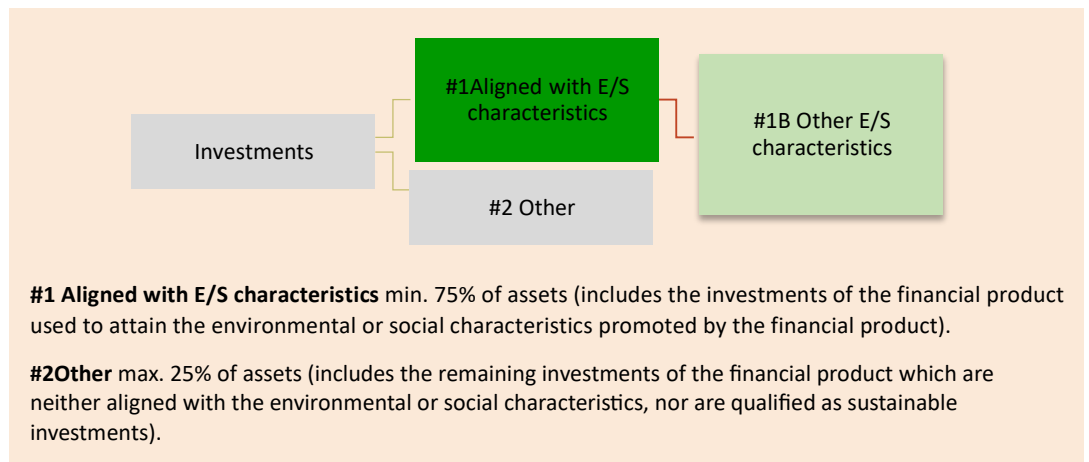 #1Aligned with E/S
characteristics
#1B Other E/S
characteristics
Investments
#2 Other
#1 Aligned with E/S characteristics min. 75% of assets (includes the investments of the financial product
used to attain the environmental or social characteristics promoted by the financial product).
#2Other max. 25% of assets (includes the remaining investments of the financial product which are
neither aligned with the environmental or social characteristics, nor are qualified as sustainable
investments).